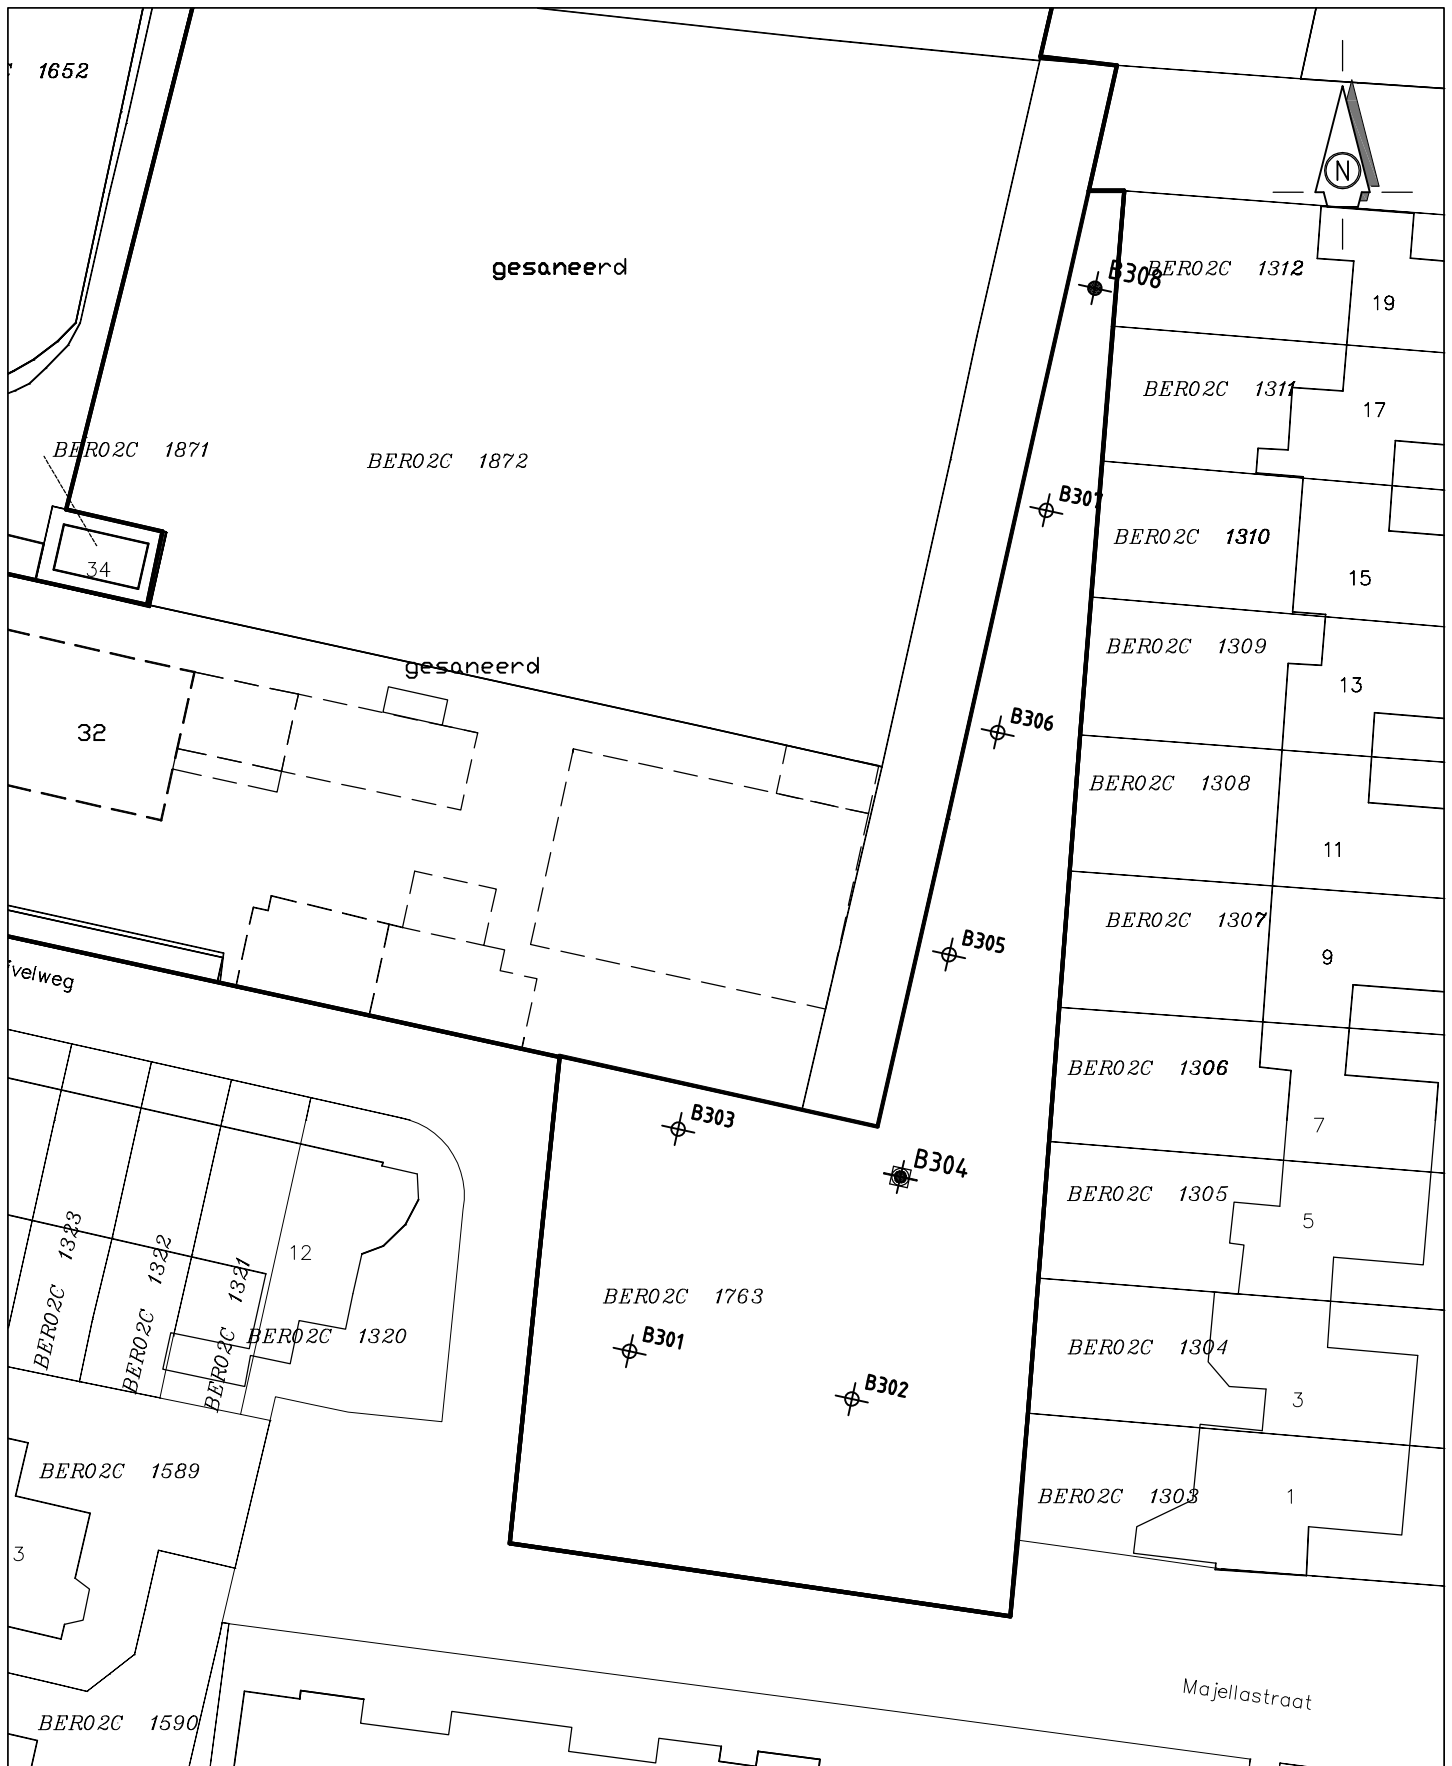 1652
N
gesaneerd
B308
BER02C 1312
19
BER02C 1311
17
BER02C 1871
BER02C 1872
B307
BER02C 1310
34
15
BER02C 1309
gesaneerd
13
B306
32
BER02C 1308
11
BER02C 1307
B305
9
ivelweg
BER02C 1306
B303
7
B304
BER02C 1305
5
12
BER02C 1323
BER02C 1322
BER02C 1321
BER02C 1763
BER02C 1320
B301
BER02C 1304
B302
3
BER02C 1589
BER02C 1303
1
3
Majellastraat
BER02C 1590